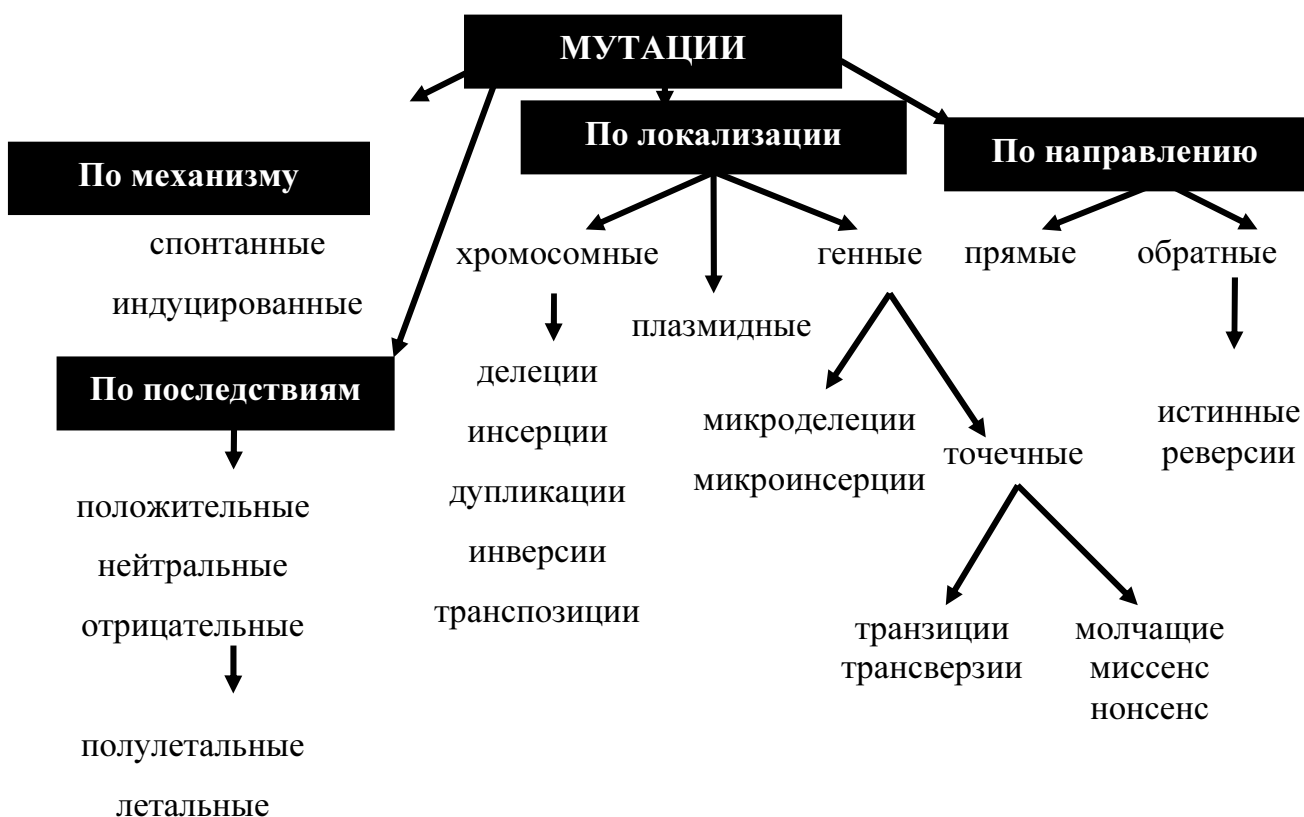 МУТАЦИИ
По механизму
спонтанные
индуцированные
По последствиям
положительные
нейтральные
отрицательные
полулетальные
летальные
По локализации
хромосомные
делеции
инсерции
дупликации
инверсии
транспозиции
плазмидные
генные
микроделеции
микроинсерции
точечные
транзиции
трансверзии
молчащие
миссенс
нонсенс
По направлению
прямые
обратные
истинные
реверсии